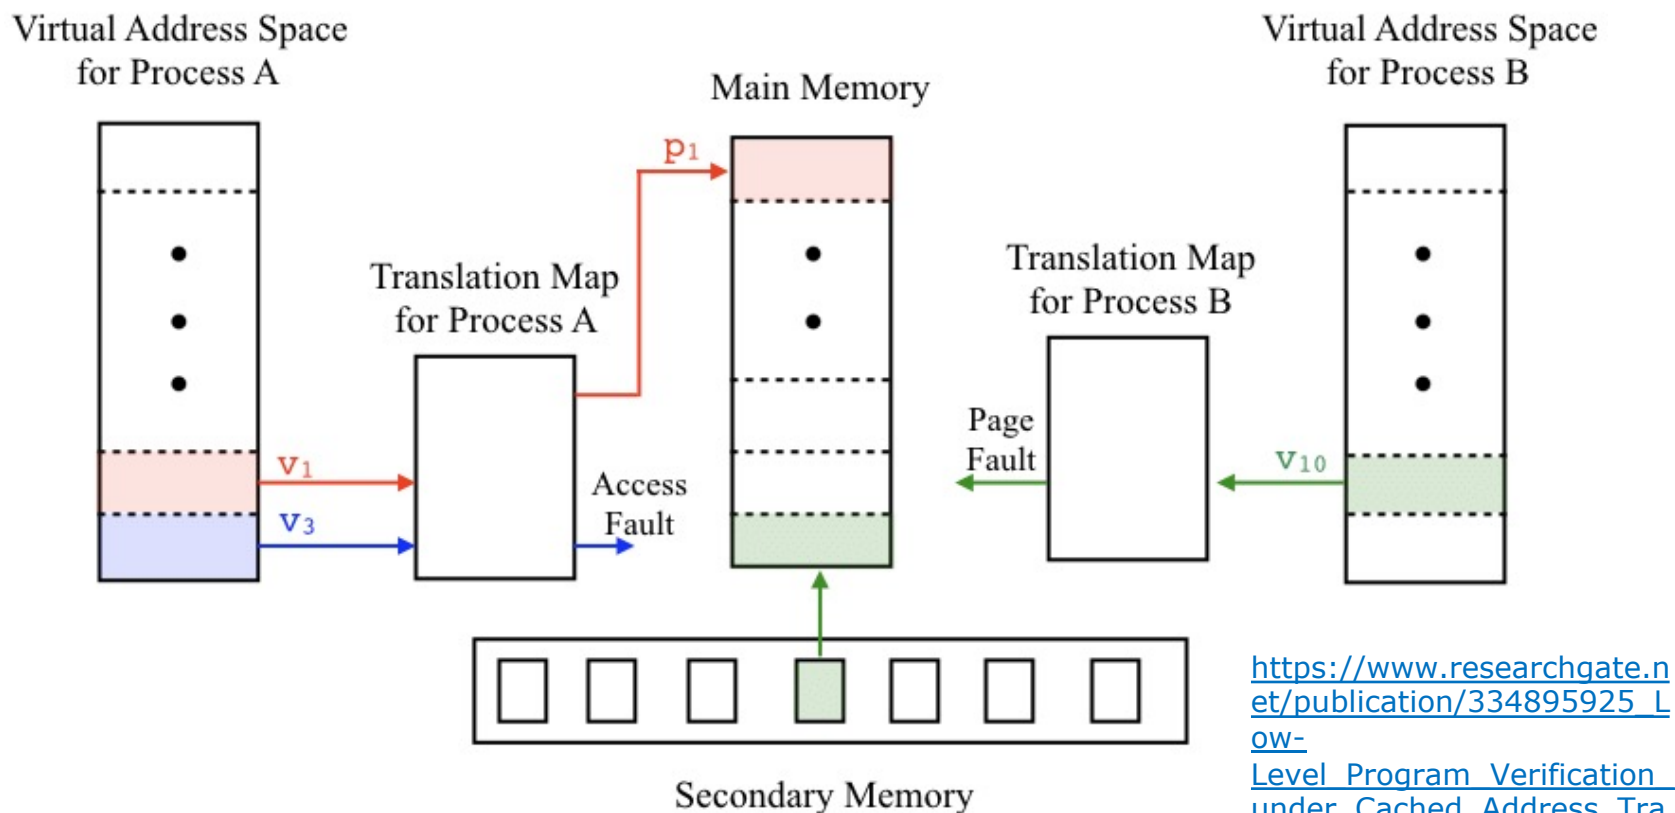 Virtual Address Space
for Process A
Main Memory
Virtual Address Space
for Process B
p1
Translation Map
for Process A
Translation Map
for Process B
v1
v3
Access
Fault
Page
Fault
v10
Secondary Memory
https://www.researchgate.n
et/publication/334895925_L
ow-
Level_Program_Verification_
under_Cached_Address_Tra